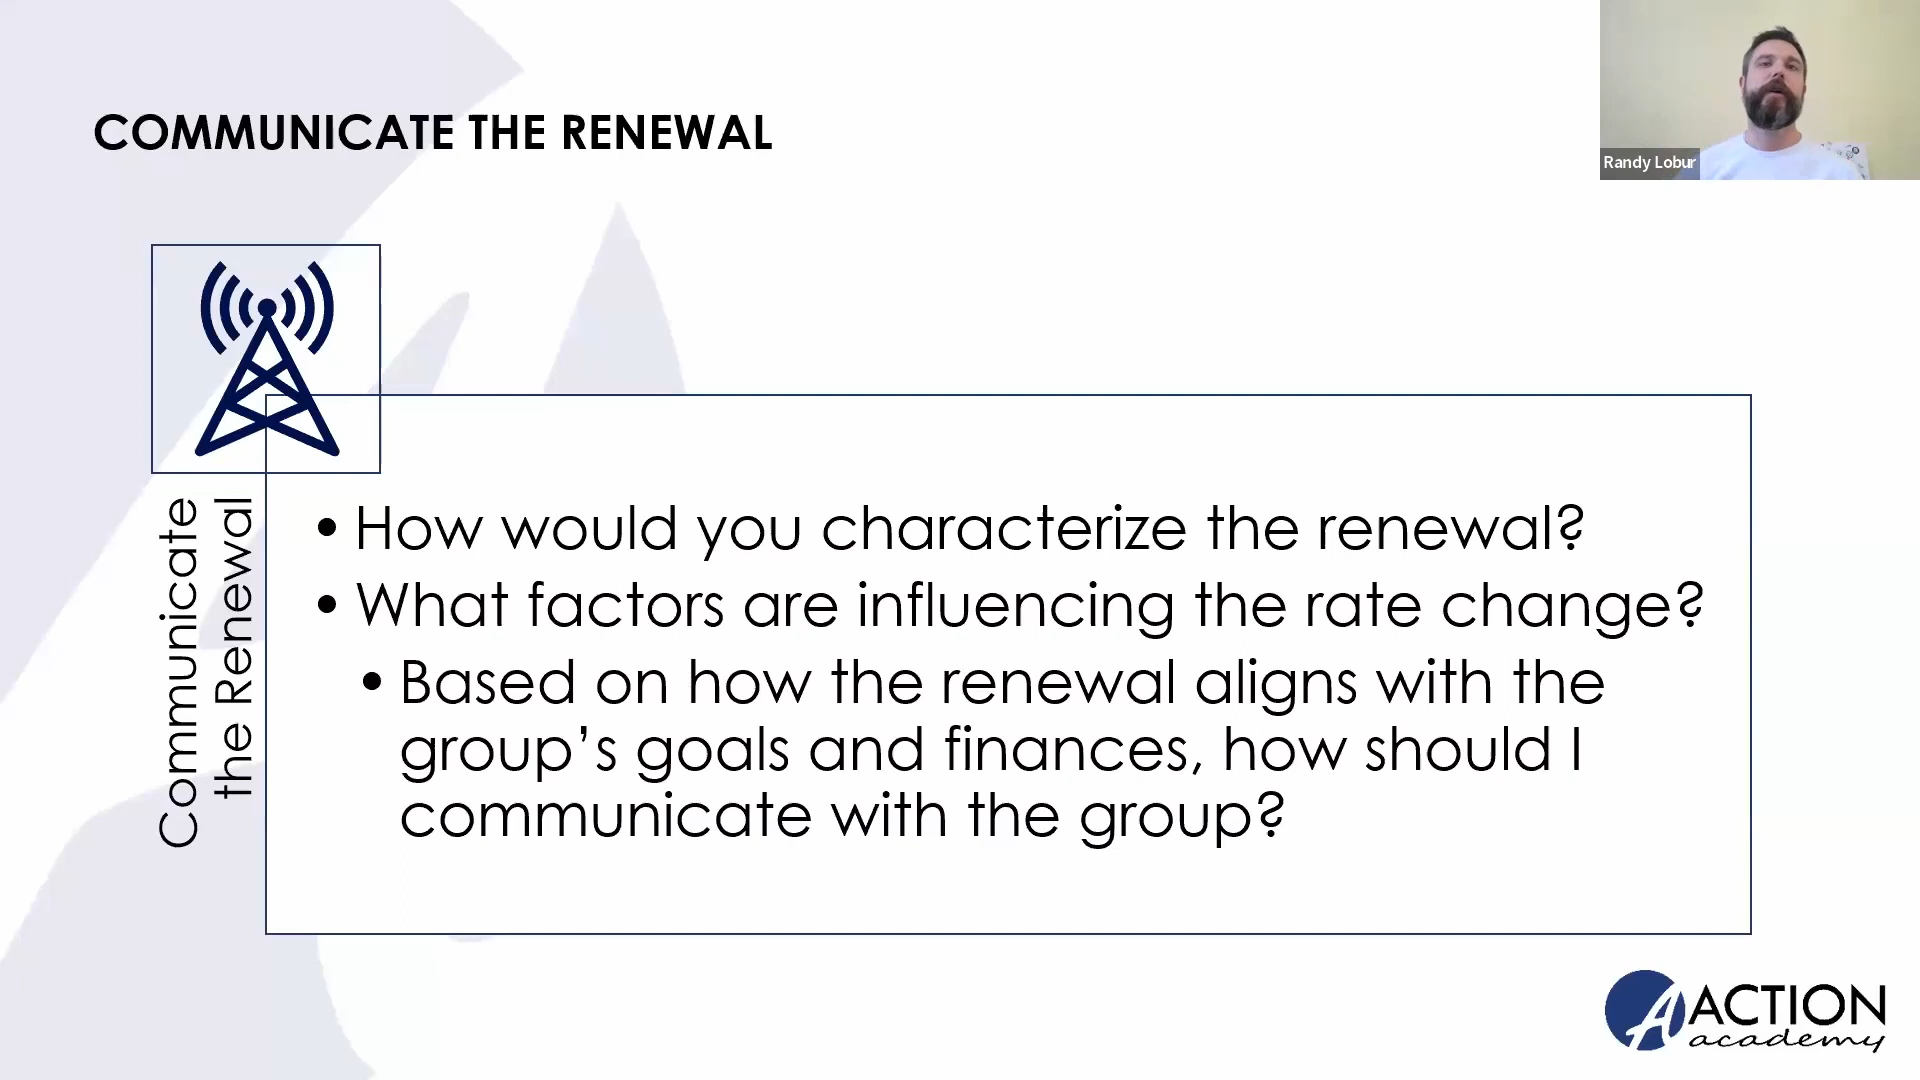 COMMUNICATE THE RENEWAL
Randy Lobur
Communicate
the Renewal
• How would you characterize the renewal?
• What factors are influencing the rate change?
• Based on how the renewal aligns with the
group’s goals and finances, how should I
communicate with the group?
A ACTION
academy